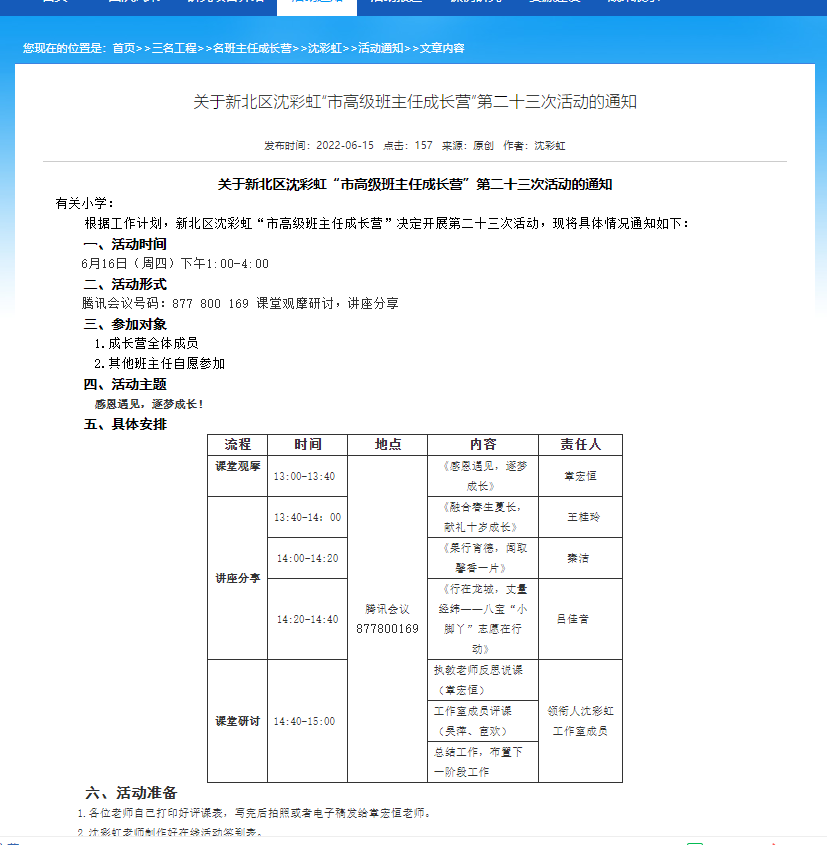 您现在的位置是：首页>>三名工程>>名班主任成长营>>沈彩虹>>活动通知>>文章内容
关于新北区沈彩虹“市高级班主任成长营”第二十三次活动的通知
发布时间：2022-06-15 点击：157 来源：原创 作者：沈彩虹
关于新北区沈彩虹“市高级班主任成长营”第二十三次活动的通知
有关小学：
根据工作计划，新北区沈彩虹“市高级班主任成长营”决定开展第二十三次活动，现将具体情况通知如下：
一、活动时间
6月16日（周四）下午1:00-4:00
二、活动形式
腾讯会议号码：877 800 169 课堂观摩研讨，讲座分享
三、参加对象
1.成长营全体成员
2.其他班主任自愿参加
四、活动主题
感恩遇见，逐梦成长！
五、具体安排
流程 时间 地点 内容 责任人
课堂观摩 13:00-13:40 《感恩遇见，逐梦
成长》 章宏恒
讲座分享 13:40-14：00 《融合春生夏长，
献礼十岁成长》 王桂玲
14:00-14:20 《果行育德，阅取
馨香一片》 秦洁
14:20-14:40 《行在龙城，丈量
经纬——八宝“小
脚丫”志愿在行
动》 吕佳音
腾讯会议
877800169
课堂研讨 14:40-15:00 执教老师反思说课
（章宏恒）
工作室成员评课
（吴萍、苗欢）
总结工作，布置下
一阶段工作
领衔人沈彩虹
工作室成员
六、活动准备
1.各位老师自己打印好评课表，写完后拍照或者电子稿发给章宏恒老师。
2.沈彩虹老师制作好在线活动签到表。